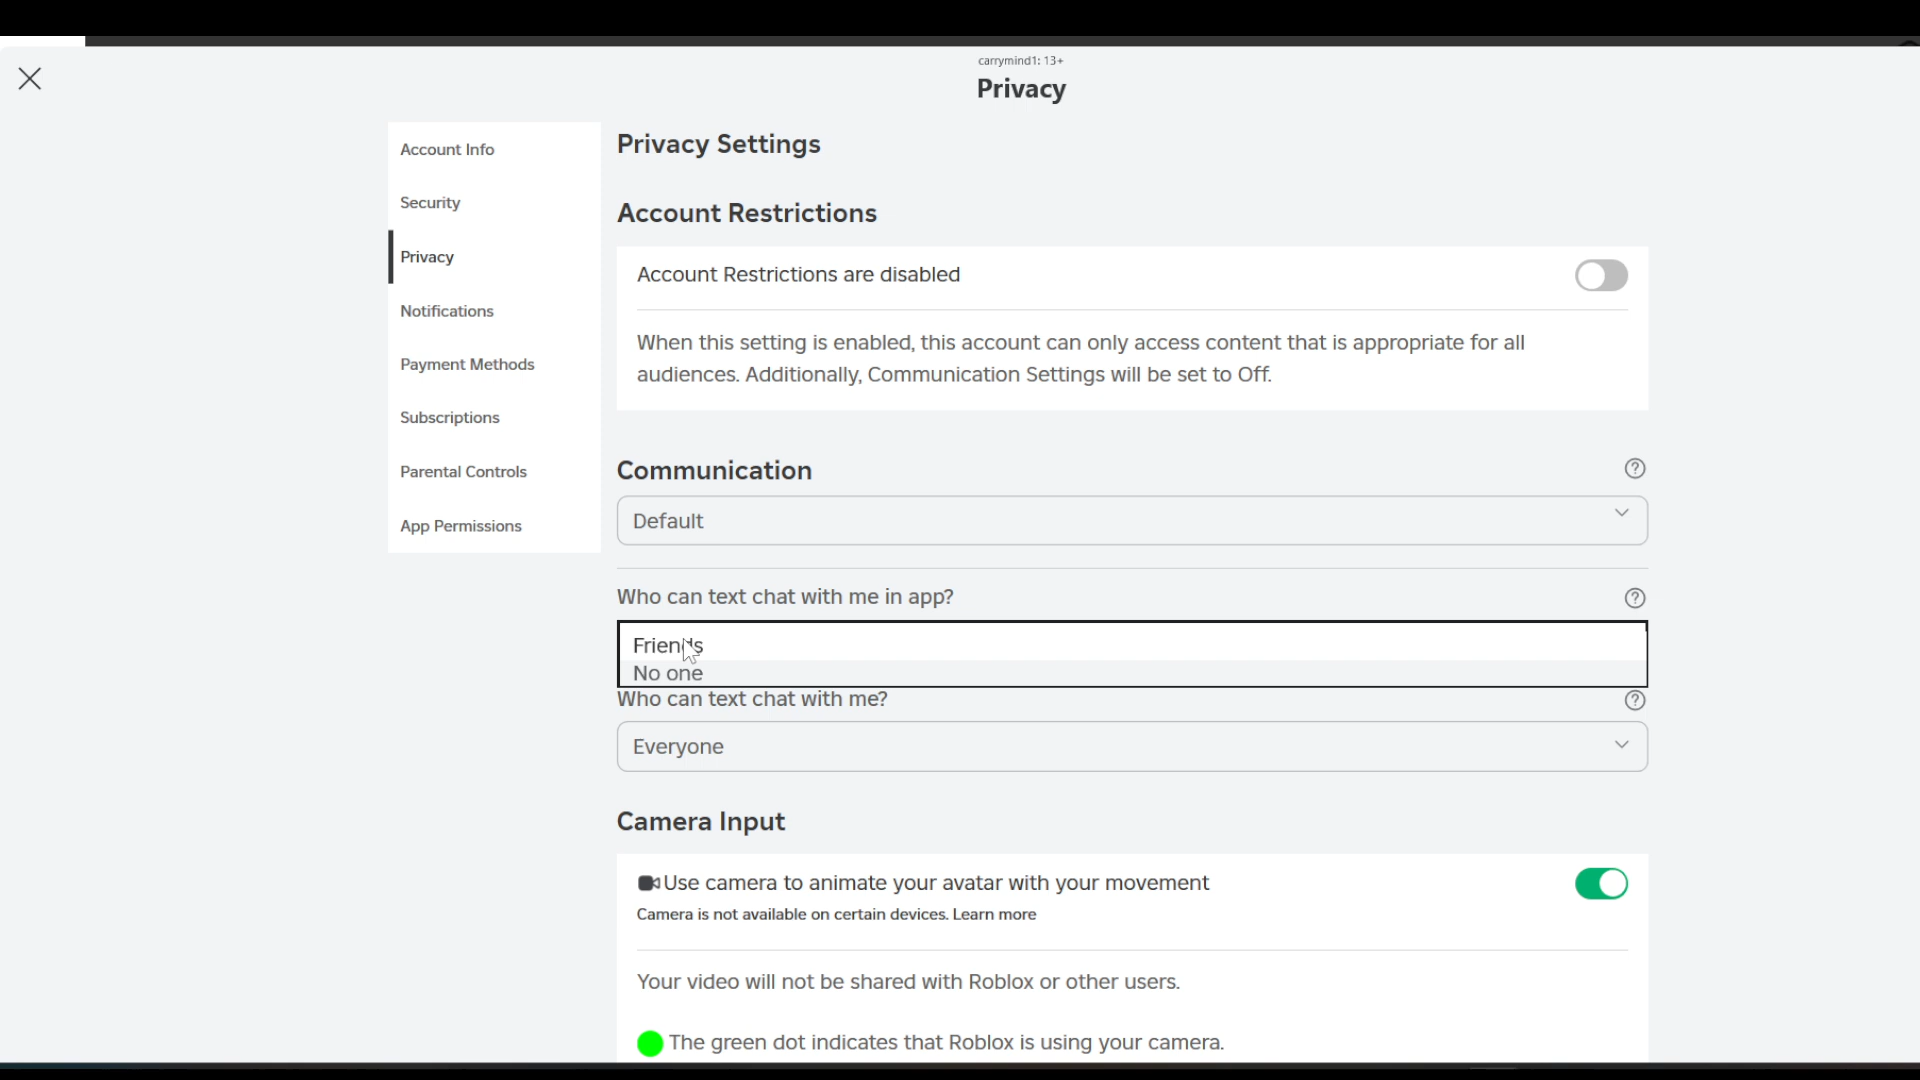 carrymind1: 13+
Privacy
Account Info
Security
Privacy
Notifications
Payment Methods
Subscriptions
Parental Controls
App Permissions
Privacy Settings
Account Restrictions
Account Restrictions are disabled
When this setting is enabled, this account can only access content that is appropriate for all
audiences. Additionally, Communication Settings will be set to Off.
Communication
Default
Who can text chat with me in app?
Friends
No one
Who can text chat with me?
Everyone
Camera Input
Use camera to animate your avatar with your movement
Camera is not available on certain devices. Learn more
Your video will not be shared with Roblox or other users.
The green dot indicates that Roblox is using your camera.